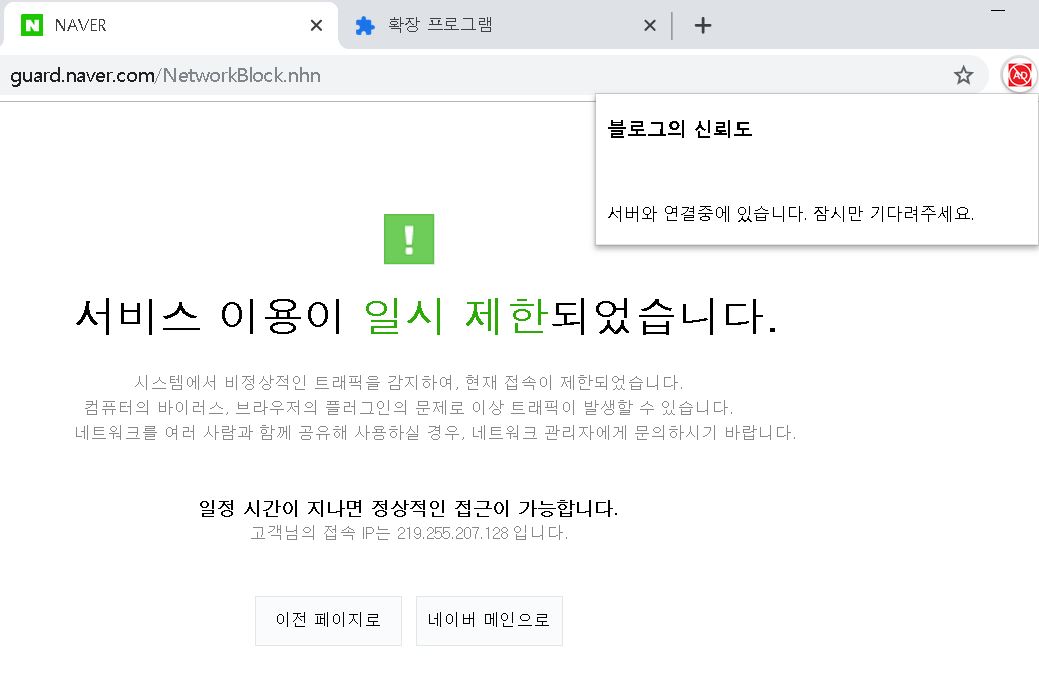 NAVER
확장 프로그램
guard.naver.com/NetworkBlock.nhn
AD
블로그의 신뢰도
서버와 연결중에 있습니다. 잠시만 기다려주세요.
!
서비스 이용이 일시 제한되었습니다.
시스템에서 비정상적인 트래픽을 감지하여, 현재 접속이 제한되었습니다.
컴퓨터의 바이러스, 브라우저의 플러그인의 문제로 이상 트래픽이 발생할 수 있습니다.
네트워크를 여러 사람과 함께 공유해 사용하실 경우, 네트워크 관리자에게 문의하시기 바랍니다.
일정 시간이 지나면 정상적인 접근이 가능합니다.
고객님의 접속 IP는 219.255.207.128 입니다.
이전 페이지로
네이버 메인으로